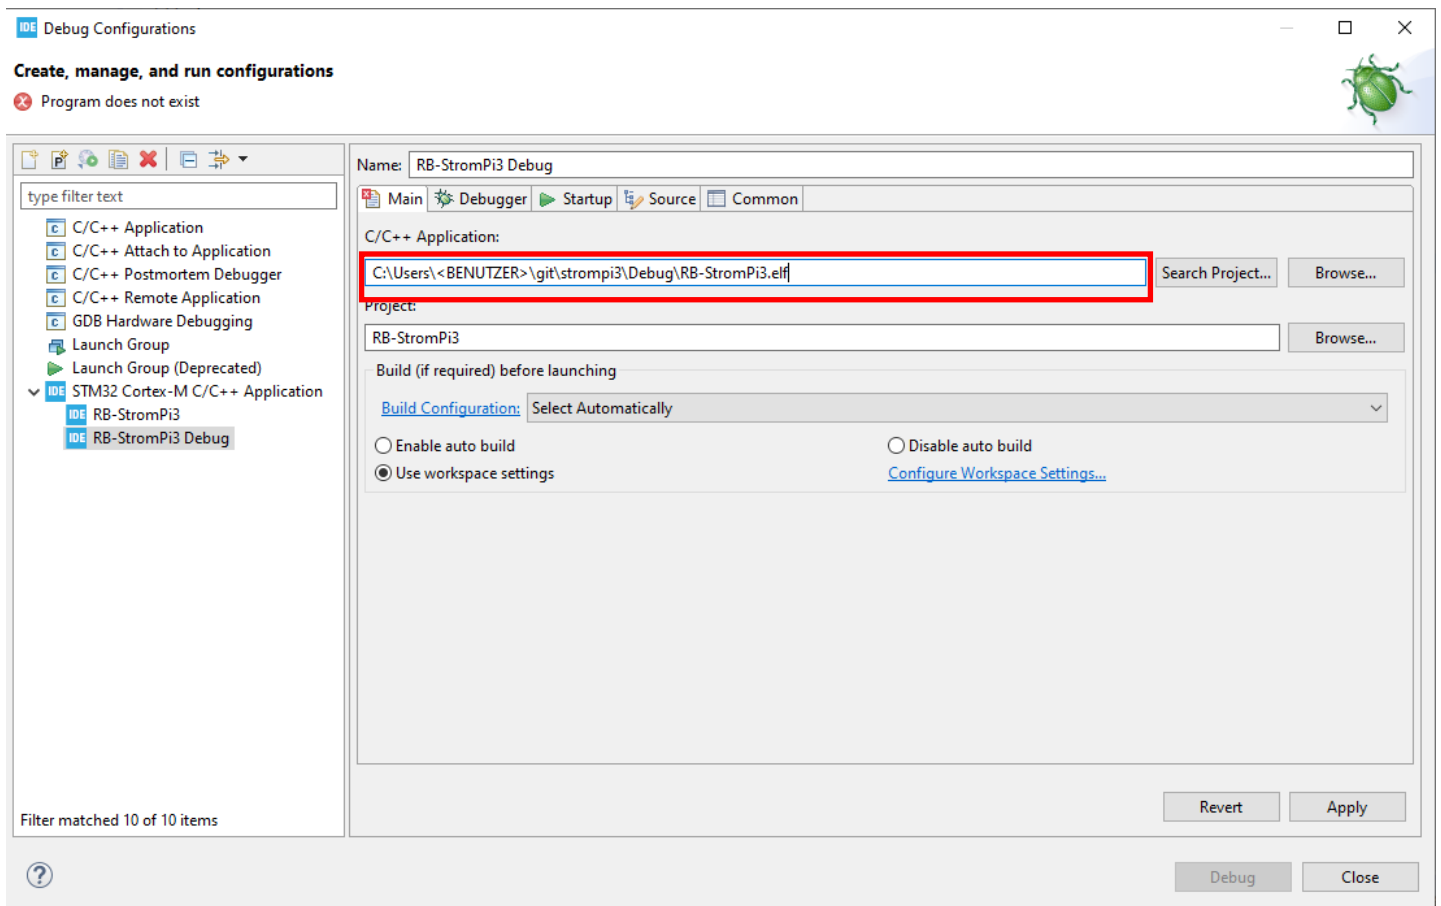 IDE Debug Configurations
Create, manage, and run configurations
Program does not exist
type filter text
C/C++ Application
C/C++ Attach to Application
C/C++ Postmortem Debugger
C/C++ Remote Application
GDB Hardware Debugging
Launch Group
Launch Group (Deprecated)
IDE STM32 Cortex-M C/C++ Application
IDE RB-StromPi3
IDE RB-StromPi3 Debug
Filter matched 10 of 10 items
Name: RB-StromPi3 Debug
Main Debugger Startup Source Common
C/C++ Application:
C:\Users\<BENUTZER>\git\strompi3\Debug\RB-StromPi3.elf Search Project... Browse...
Project:
RB-StromPi3 Browse...
Build (if required) before launching
Build Configuration: Select Automatically
Enable auto build Disable auto build
Use workspace settings Configure Workspace Settings...
Revert Apply
? Debug Close